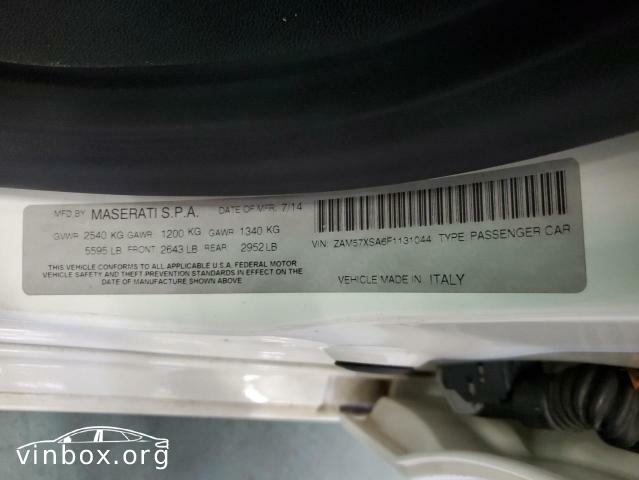 MFD BY MASERATI S.P.A. DATE OF MFR. 7/14
GVWR 2540 KG GAWR 1200 KG GAWR 1340 KG
5595 LB FRONT 2643 LB REAR 2952 LB
THIS VEHICLE CONFORMS TO ALL APPLICABLE U.S.A. FEDERAL MOTOR
VEHICLE SAFETY AND THEFT PREVENTION STANDARDS IN EFFECT ON THE
DATE OF MANUFACTURE SHOWN ABOVE
VIN: ZAM57XSA6F1131044 TYPE: PASSENGER CAR
VEHICLE MADE IN ITALY
vinbox.org